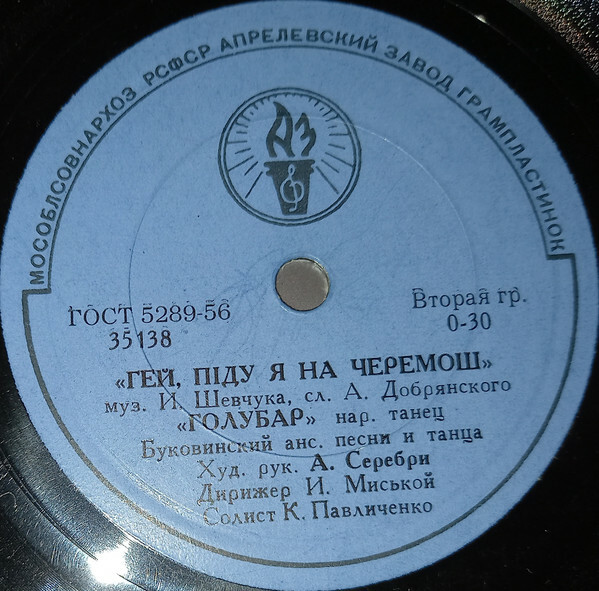 МОСОБЛСОВНАРХОЗ РСФСР АПРЕЛЕВСКИЙ ЗАВОД ГРАМПЛАСТИНОК
АЗ
ГОСТ 5289-56
35138
Вторая гр.
0-30
«ГЕЙ, ПІДУ Я НА ЧЕРЕМОШ»
муз. И. Шевчука, сл. А. Добрянского
«ГОЛУБАР» нар. танец
Буковинский анс. песни и танца
Худ. рук. А. Серебри
Дирижер И. Миськой
Солист К. Павличенко